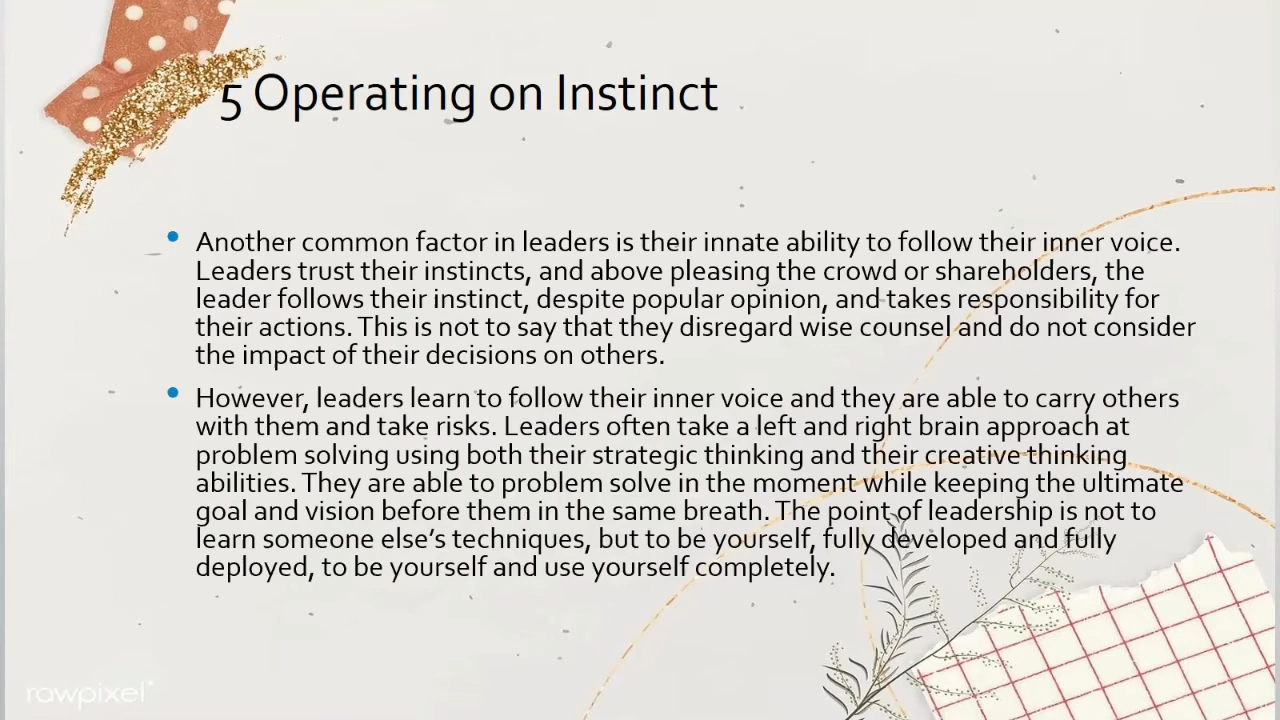 5 Operating on Instinct
Another common factor in leaders is their innate ability to follow their inner voice.
Leaders trust their instincts, and above pleasing the crowd or shareholders, the
leader follows their instinct, despite popular opinion, and takes responsibility for
their actions. This is not to say that they disregard wise counsel and do not consider
the impact of their decisions on others.
However, leaders learn to follow their inner voice and they are able to carry others
with them and take risks. Leaders often take a left and right brain approach at
problem solving using both their strategic thinking and their creative thinking
abilities. They are able to problem solve in the moment while keeping the ultimate
goal and vision before them in the same breath. The point of leadership is not to
learn someone else’s techniques, but to be yourself, fully developed and fully
deployed, to be yourself and use yourself completely.
rawpixel